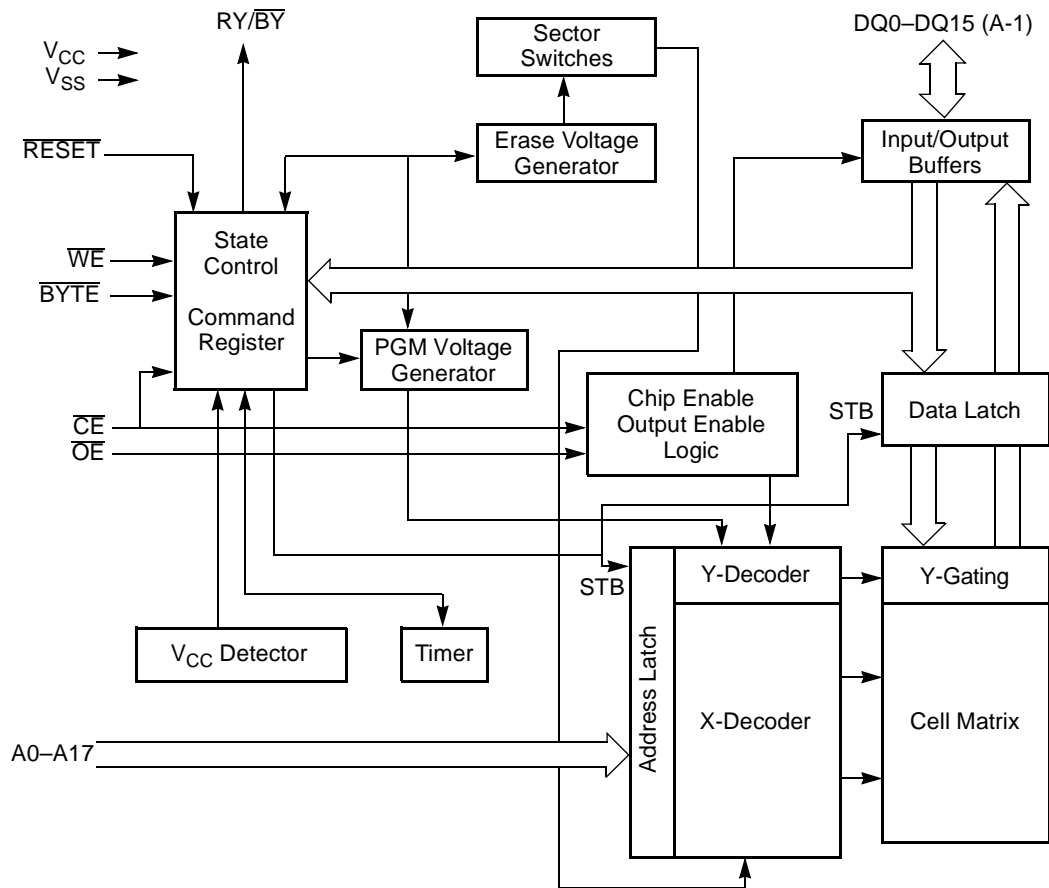 RY/BY
DQ0–DQ15 (A-1)
VCC
VSS
Sector
Switches
RESET
Erase Voltage
Generator
Input/Output
Buffers
State
Control
Command
Register
WE
BYTE
PGM Voltage
Generator
CE
OE
Chip Enable
Output Enable
Logic
STB
Data Latch
STB
Y-Decoder
Y-Gating
VCC Detector
Timer
Address Latch
X-Decoder
Cell Matrix
A0–A17